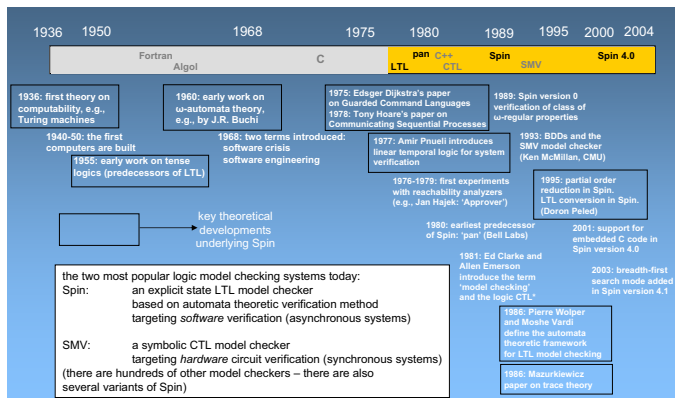 1936 1950 1968 1975 1980 1989 1995 2000 2004
Fortran
Algol
C
pan C++
LTL CTL
Spin
SMV
Spin 4.0
1936: first theory on
computability, e.g.,
Turing machines
1940-50: the first
computers are built
1955: early work on tense
logics (predecessors of LTL)
1960: early work on
ω-automata theory,
e.g., by J.R. Buchi
1968: two terms introduced:
software crisis
software engineering
1975: Edsger Dijkstra's paper
on Guarded Command Languages
1978: Tony Hoare's paper on
Communicating Sequential Processes
1977: Amir Pnueli introduces
linear temporal logic for system
verification
1976-1979: first experiments
with reachability analyzers
(e.g., Jan Hajek: 'Approver')
1980: earliest predecessor
of Spin: 'pan' (Bell Labs)
1981: Ed Clarke and
Allen Emerson
introduce the term
'model checking'
and the logic CTL*
1986: Pierre Wolper
and Moshe Vardi
define the automata
theoretic framework
for LTL model checking
1986: Mazurkiewicz
paper on trace theory
1989: Spin version 0
verification of class of
ω-regular properties
1993: BDDs and the
SMV model checker
(Ken McMillan, CMU)
1995: partial order
reduction in Spin.
LTL conversion in Spin.
(Doron Peled)
2001: support for
embedded C code in
Spin version 4.0
2003: breadth-first
search mode added
in Spin version 4.1
key theoretical
developments
underlying Spin
the two most popular logic model checking systems today:
Spin: an explicit state LTL model checker
based on automata theoretic verification method
targeting software verification (asynchronous systems)
SMV: a symbolic CTL model checker
targeting hardware circuit verification (synchronous systems)
(there are hundreds of other model checkers – there are also
several variants of Spin)